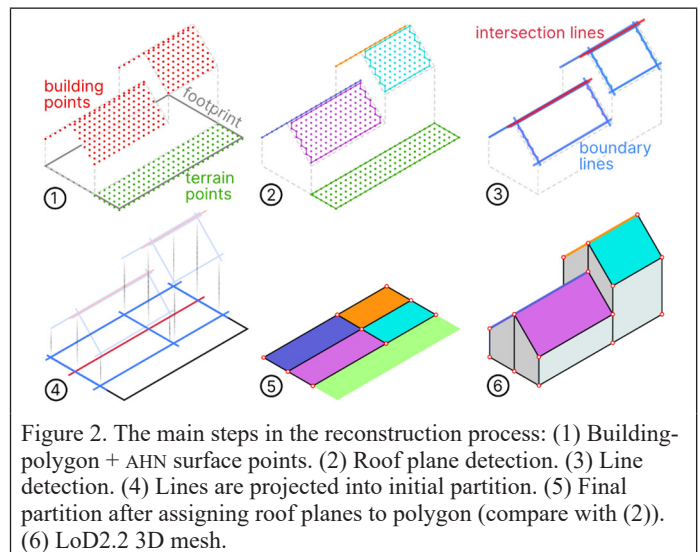 building
points
footprint
terrain
points
①
②
intersection lines
boundary
lines
③
④
⑤
⑥
Figure 2. The main steps in the reconstruction process: (1) Building-
polygon + AHN surface points. (2) Roof plane detection. (3) Line
detection. (4) Lines are projected into initial partition. (5) Final
partition after assigning roof planes to polygon (compare with (2)).
(6) LoD2.2 3D mesh.